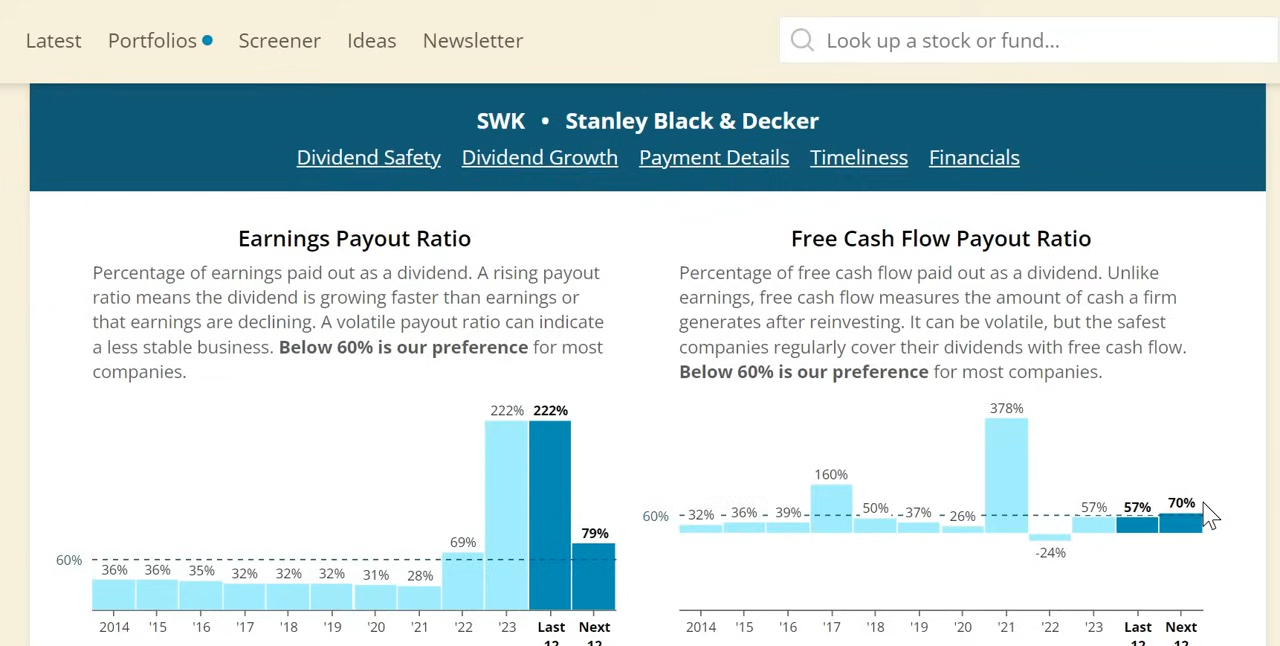 Latest Portfolios Screener Ideas Newsletter Look up a stock or fund...
SWK • Stanley Black & Decker
Dividend Safety Dividend Growth Payment Details Timeliness Financials
Earnings Payout Ratio
Percentage of earnings paid out as a dividend. A rising payout
ratio means the dividend is growing faster than earnings or
that earnings are declining. A volatile payout ratio can indicate
a less stable business. Below 60% is our preference for most
companies.
222% 222%
79%
69%
60%
36% 36% 35% 32% 32% 32% 31% 28%
2014 '15 '16 '17 '18 '19 '20 '21 '22 '23 Last Next
12 12
Free Cash Flow Payout Ratio
Percentage of free cash flow paid out as a dividend. Unlike
earnings, free cash flow measures the amount of cash a firm
generates after reinvesting. It can be volatile, but the safest
companies regularly cover their dividends with free cash flow.
Below 60% is our preference for most companies.
378%
160%
60% 32% 36% 39% 50% 37% 26% 57% 57% 70%
-24%
2014 '15 '16 '17 '18 '19 '20 '21 '22 '23 Last Next
12 12